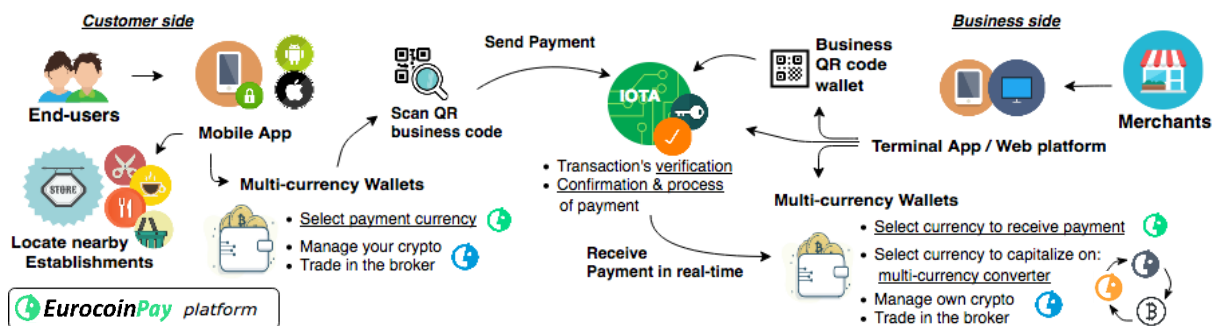 Customer side
Business side
End-users
Mobile App
Scan QR
business code
Send Payment
IOTA
Business
QR code
wallet
Merchants
Terminal App / Web platform
STORE
Locate nearby
Establishments
Multi-currency Wallets
• Select payment currency
• Manage your crypto
• Trade in the broker
• Transaction's verification
• Confirmation & process
of payment
Receive
Payment in real-time
Multi-currency Wallets
• Select currency to receive payment
• Select currency to capitalize on:
multi-currency converter
• Manage own crypto
• Trade in the broker
EurocoinPay platform